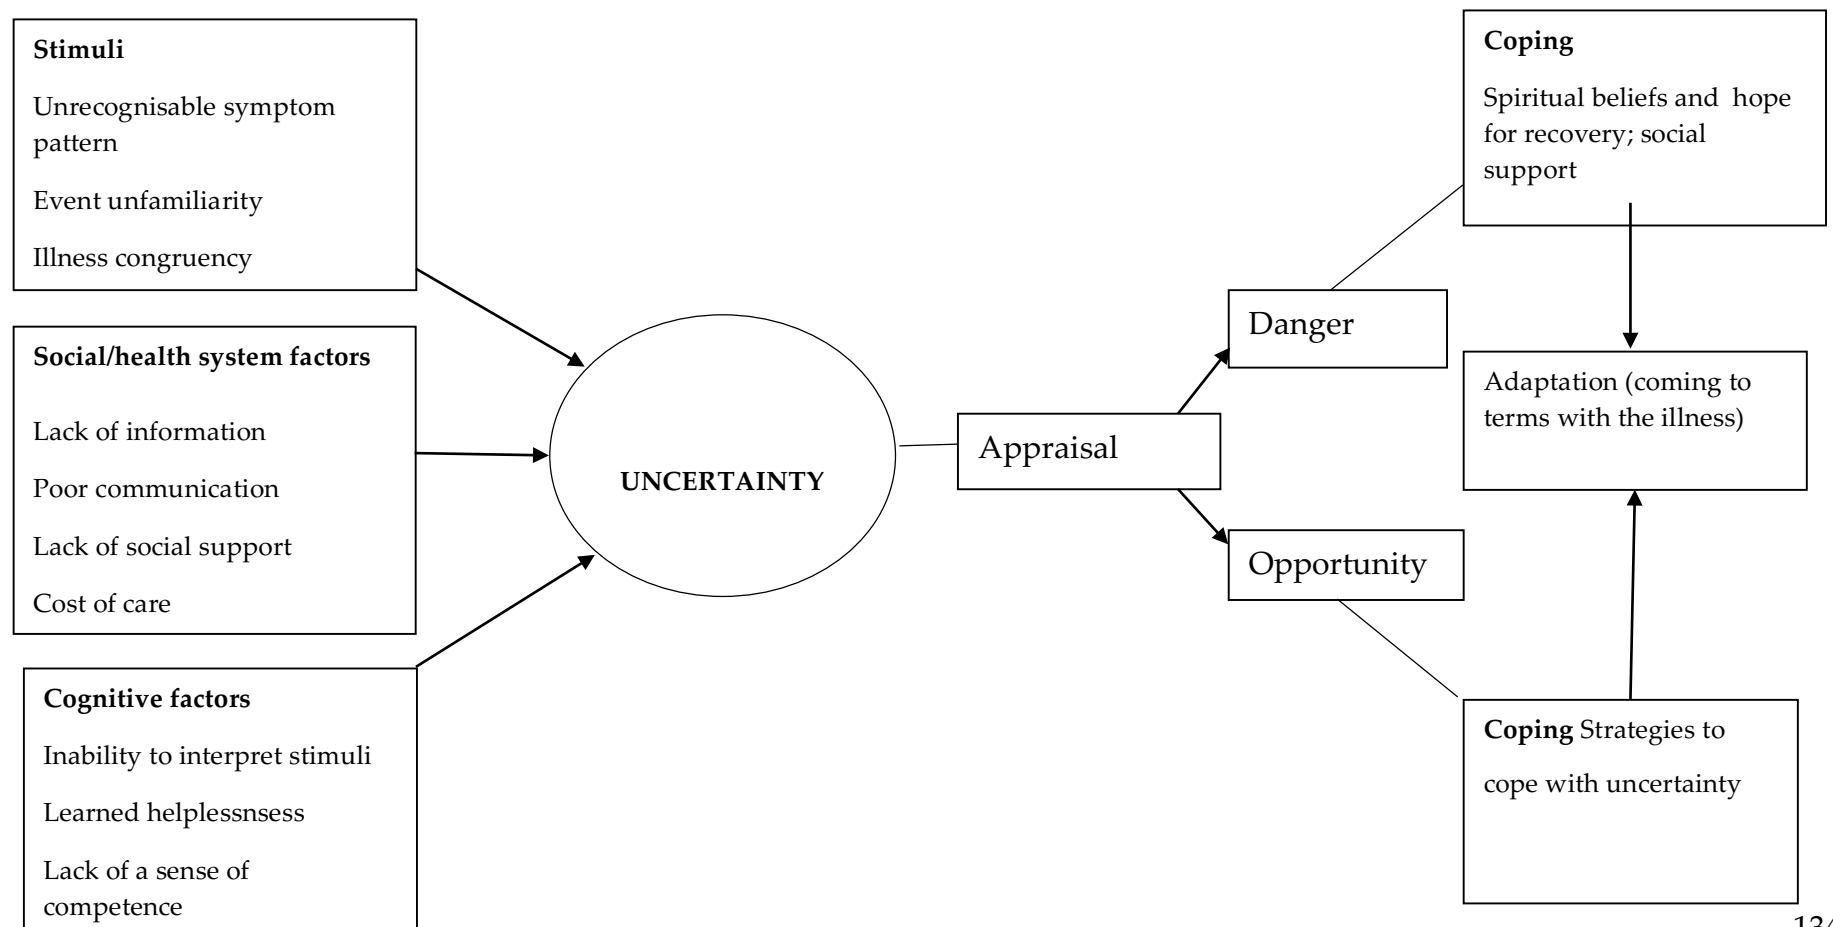 Stimuli
Unrecognisable symptom
pattern
Event unfamiliarity
Illness congruency
Social/health system factors
Lack of information
Poor communication
Lack of social support
Cost of care
Cognitive factors
Inability to interpret stimuli
Learned helplessnsess
Lack of a sense of
competence
UNCERTAINTY
Appraisal
Danger
Opportunity
Coping
Spiritual beliefs and  hope
for recovery; social
support
Adaptation (coming to
terms with the illness)
Coping Strategies to
cope with uncertainty